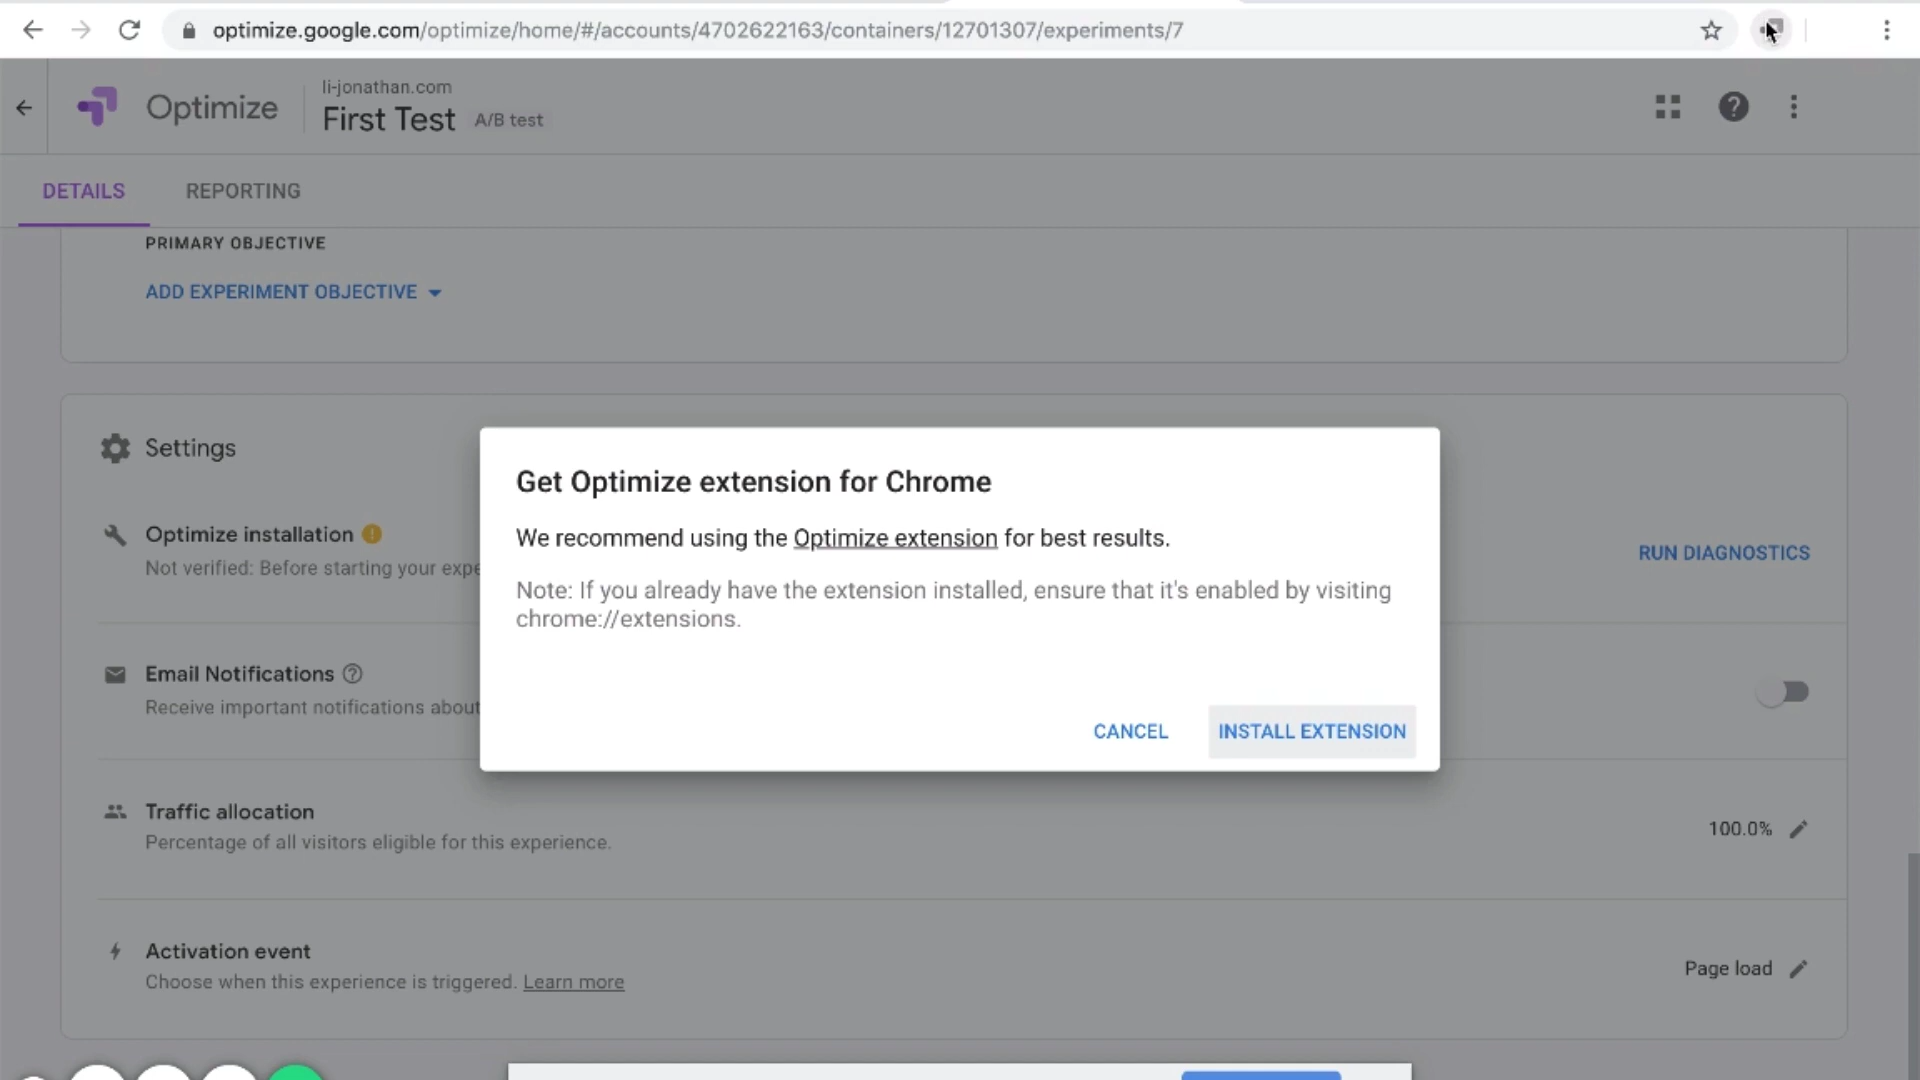 optimize.google.com/optimize/home/#/accounts/4702622163/containers/12701307/experiments/7
Optimize
li-jonathan.com
First Test A/B test
DETAILS REPORTING
PRIMARY OBJECTIVE
ADD EXPERIMENT OBJECTIVE
Settings
Optimize installation
Not verified: Before starting your expe
RUN DIAGNOSTICS
Email Notifications
Receive important notifications about
Get Optimize extension for Chrome
We recommend using the Optimize extension for best results.
Note: If you already have the extension installed, ensure that it's enabled by visiting
chrome://extensions.
CANCEL INSTALL EXTENSION
Traffic allocation
Percentage of all visitors eligible for this experience.
100.0%
Activation event
Choose when this experience is triggered. Learn more
Page load